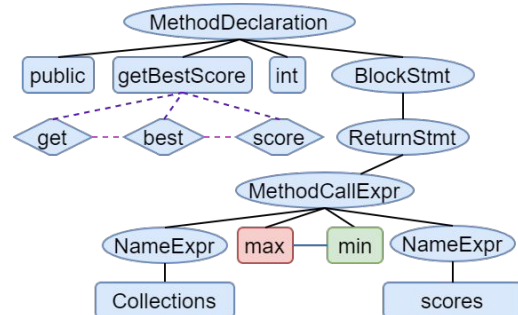 MethodDeclaration
public getBestScore int BlockStmt
get best score ReturnStmt
MethodCallExpr
NameExpr max min NameExpr
Collections scores